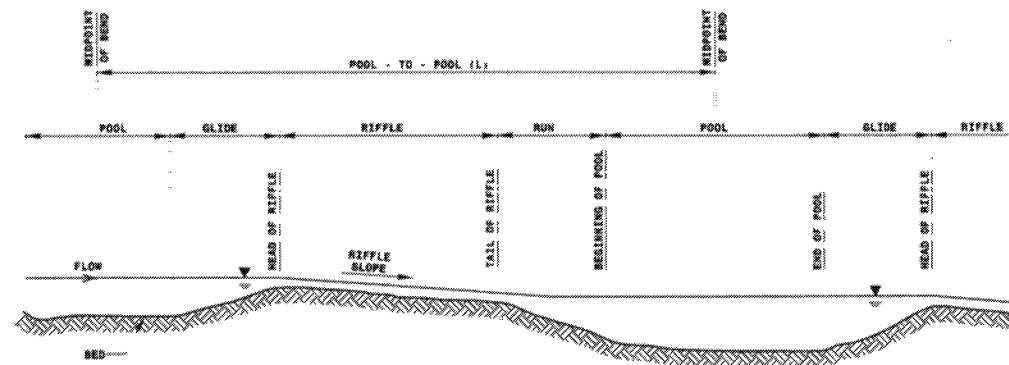 MIDPOINT
OF BEND
MIDPOINT
OF BEND
POOL - TO - POOL (L)
POOL
GLIDE
RIFFLE
RUN
POOL
GLIDE
RIFFLE
HEAD OF RIFFLE
TAIL OF RIFFLE
BEGINNING OF POOL
END OF POOL
HEAD OF RIFFLE
FLOW
RIFFLE
SLOPE
BED